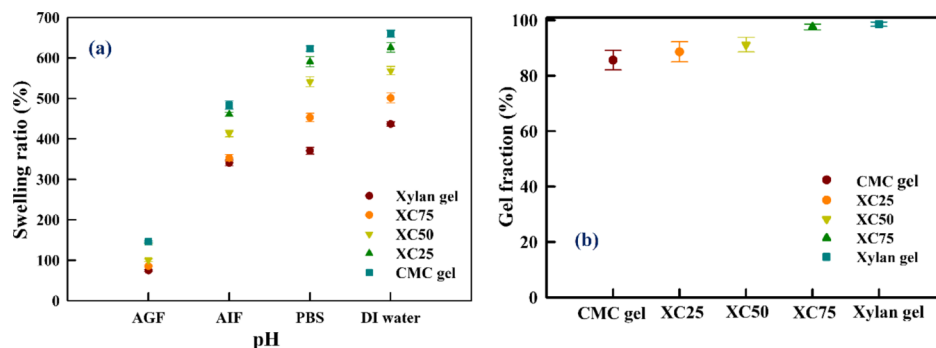 (a)
Swelling ratio (%)
700
600
500
400
300
200
100
0
AGF AIF PBS DI water
pH
Xylan gel
XC75
XC50
XC25
CMC gel
(b)
Gel fraction (%)
100
80
60
40
20
0
CMC gel XC25 XC50 XC75 Xylan gel
CMC gel
XC25
XC50
XC75
Xylan gel